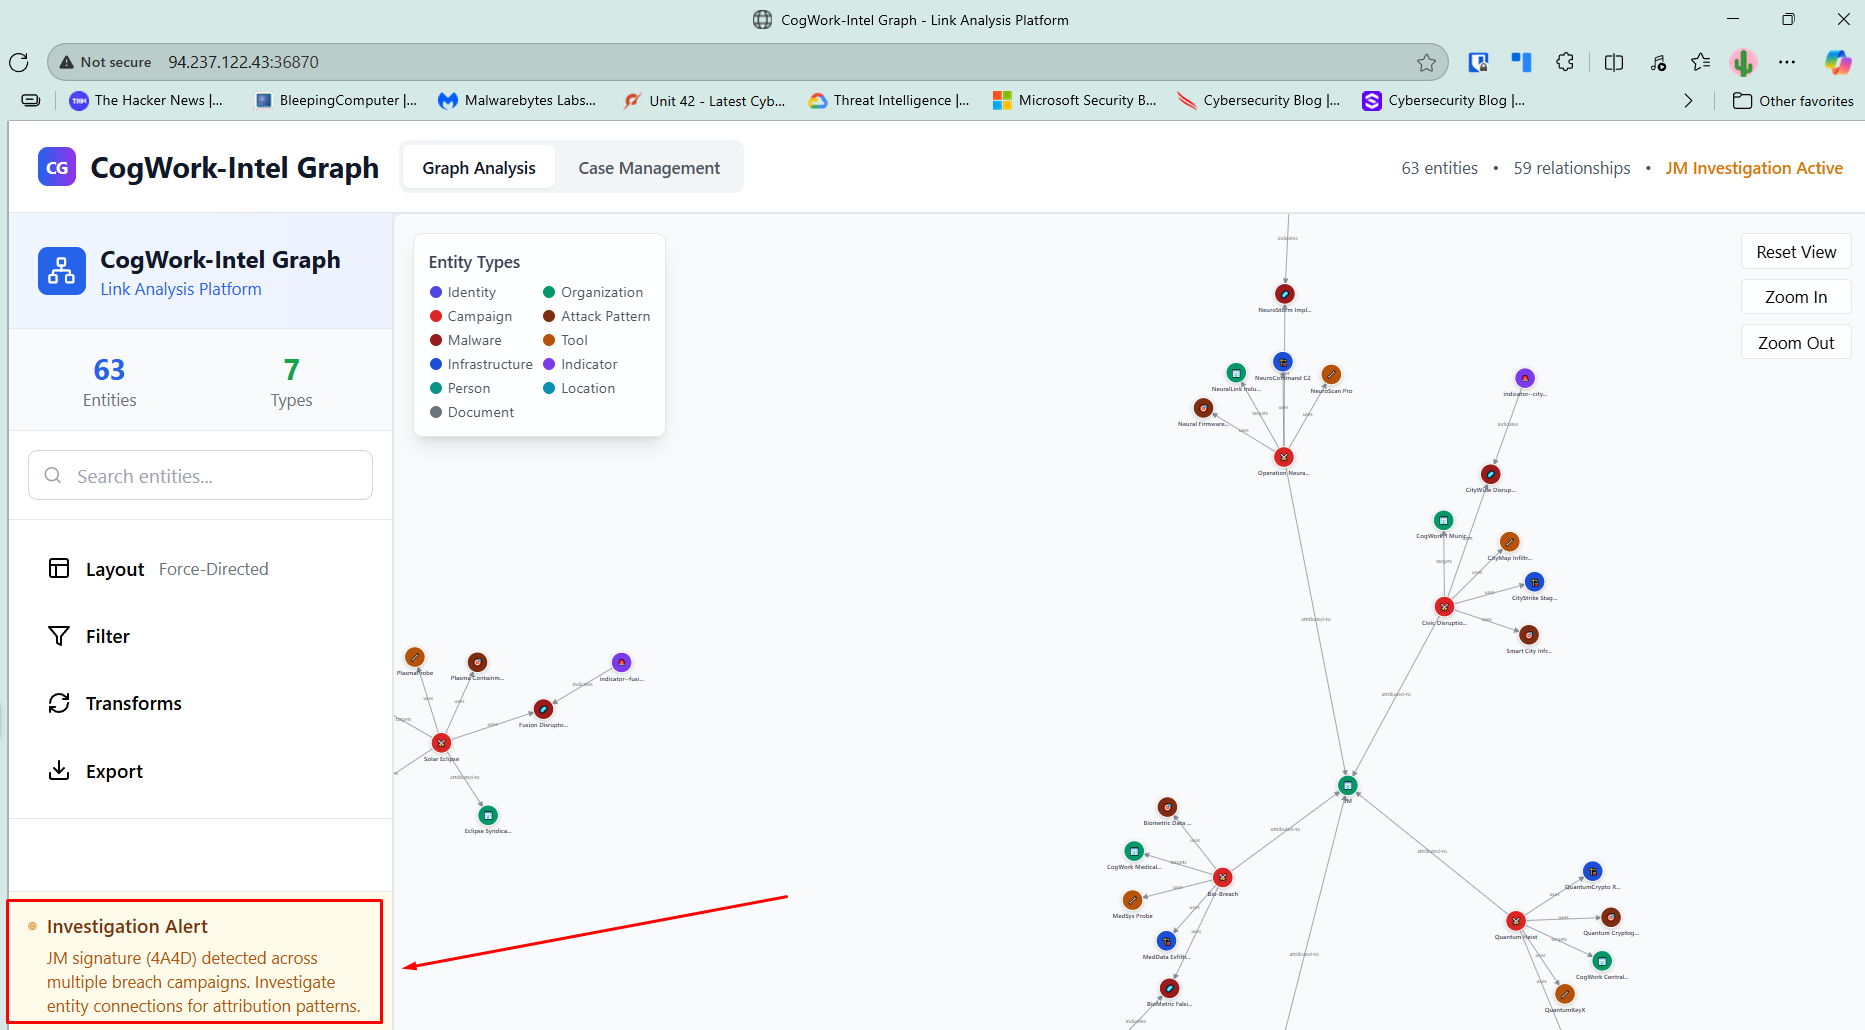 CogWork-Intel Graph - Link Analysis Platform
Not secure 94.237.122.43:36870
The Hacker News |...
BleepingComputer |...
Malwarebytes Labs...
Unit 42 - Latest Cyb...
Threat Intelligence |...
Microsoft Security B...
Cybersecurity Blog |...
Cybersecurity Blog |...
Other favorites
CG CogWork-Intel Graph
Graph Analysis
Case Management
63 entities • 59 relationships • JM Investigation Active
CogWork-Intel Graph
Link Analysis Platform
63
Entities
7
Types
Search entities...
Layout Force-Directed
Filter
Transforms
Export
Investigation Alert
JM signature (4A4D) detected across
multiple breach campaigns. Investigate
entity connections for attribution patterns.
Entity Types
Identity
Organization
Campaign
Attack Pattern
Malware
Tool
Infrastructure
Indicator
Person
Location
Document
Reset View
Zoom In
Zoom Out
indicates
NeuroStorm Impl...
NeuralLink Indu...
NeuroCommand C2
NeuroScan Pro
Neural Firmware...
targets
uses
uses
uses
Operation Neura...
attributed-to
indicator--city...
indicates
CityWide Disrup...
CogWork-1 Munic...
uses
CityMap Infiltr...
targets
uses
CityStrike Stag...
uses
uses
Civic Disruptio...
Smart City Infr...
attributed-to
PlasmaProbe
Plasma Containm...
indicator--fusi...
indicates
uses
uses
targets
uses
Fusion Disrupto...
Solar Eclipse
attributed-to
Eclipse Syndica...
JM
Biometric Data ...
attributed-to
uses
CogWork Medical...
targets
uses
Bio-Breach
MedSys Probe
uses
uses
MedData Exfiltr...
BioMetric Falsi...
indicates
attributed-to
attributed-to
QuantumCrypto R...
uses
uses
Quantum Heist
Quantum Cryptog...
targets
uses
CogWork Central...
uses
QuantumKeyX